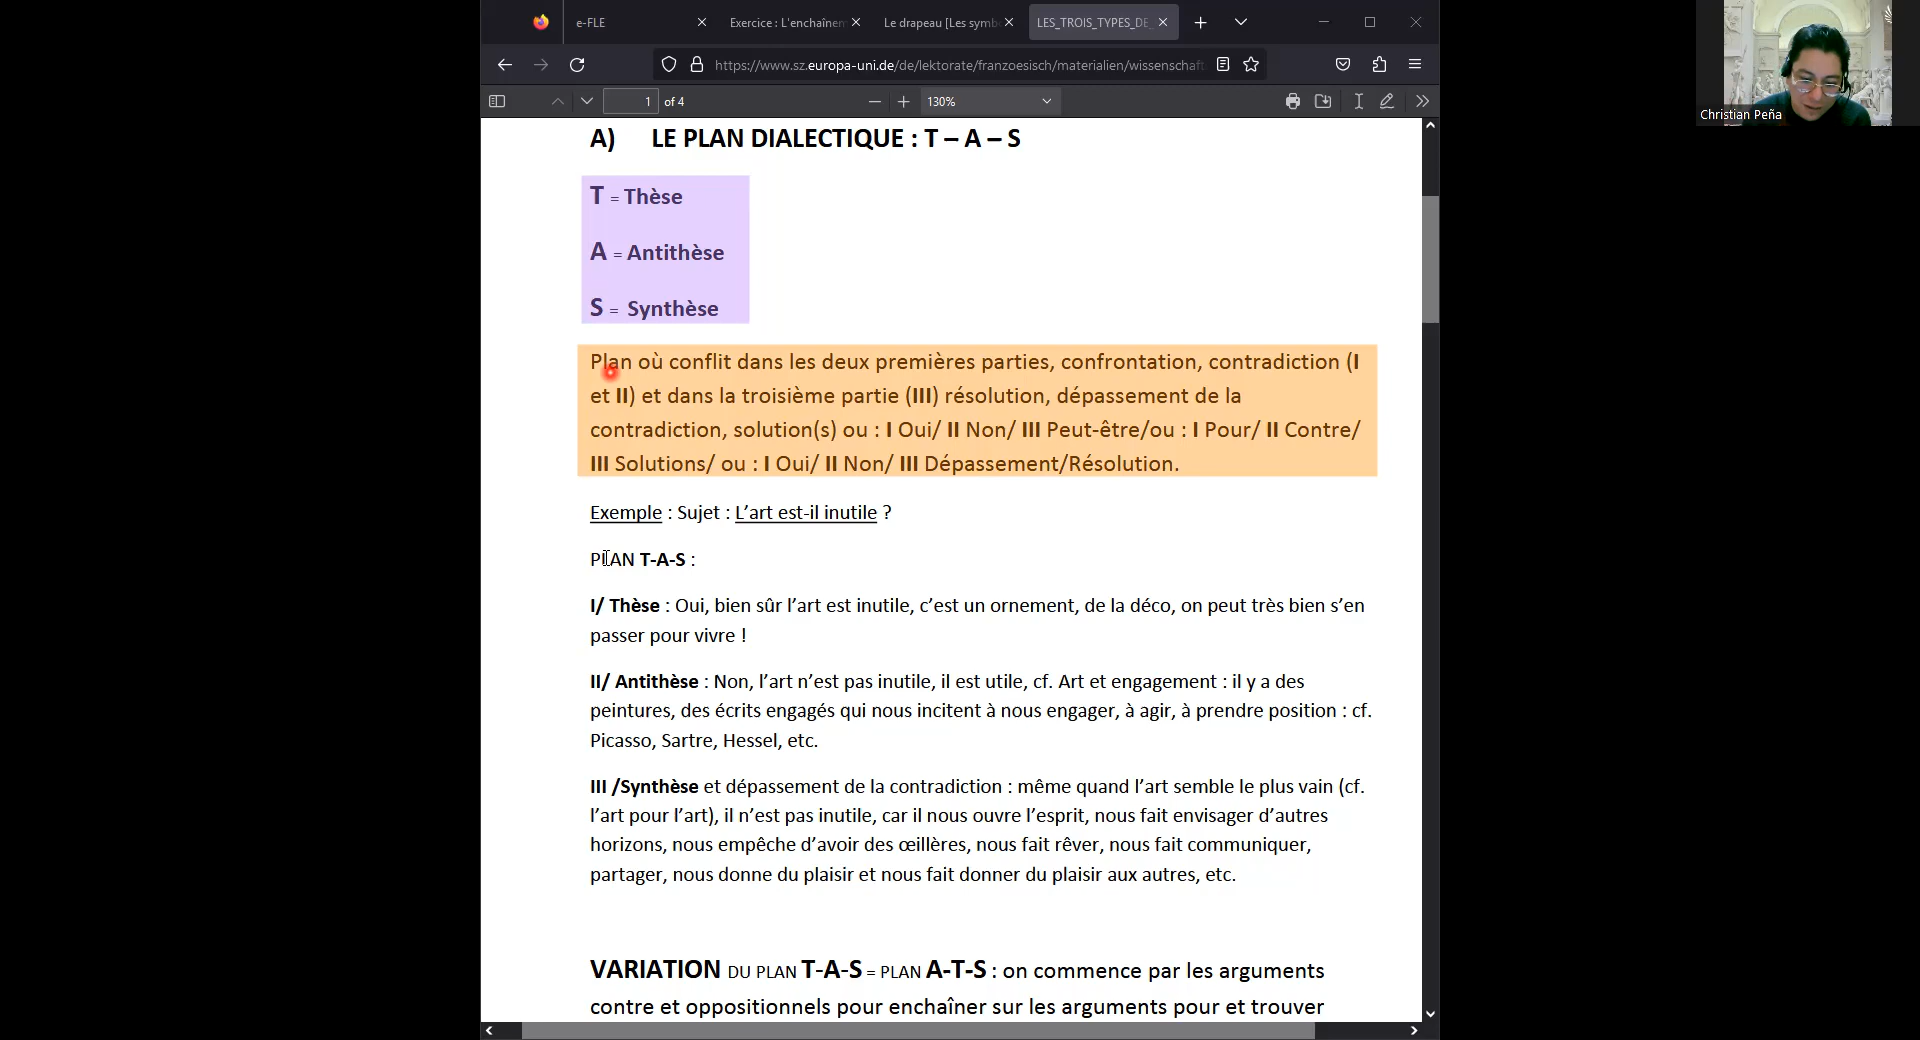 e-FLE
Exercice : L'enchaînem
Le drapeau [Les symb
LES_TROIS_TYPES_DE_
https://www.sz.europa-uni.de/de/lektorate/franzoesisch/materialien/wissenschaft
1 of 4
130%
Christian Peña
A) LE PLAN DIALECTIQUE : T – A – S
T = Thèse
A = Antithèse
S = Synthèse
Plan où conflit dans les deux premières parties, confrontation, contradiction (I
et II) et dans la troisième partie (III) résolution, dépassement de la
contradiction, solution(s) ou : I Oui/ II Non/ III Peut-être/ou : I Pour/ II Contre/
III Solutions/ ou : I Oui/ II Non/ III Dépassement/Résolution.
Exemple : Sujet : L’art est-il inutile ?
PLAN T-A-S :
I/ Thèse : Oui, bien sûr l’art est inutile, c’est un ornement, de la déco, on peut très bien s’en
passer pour vivre !
II/ Antithèse : Non, l’art n’est pas inutile, il est utile, cf. Art et engagement : il y a des
peintures, des écrits engagés qui nous incitent à nous engager, à agir, à prendre position : cf.
Picasso, Sartre, Hessel, etc.
III /Synthèse et dépassement de la contradiction : même quand l’art semble le plus vain (cf.
l’art pour l’art), il n’est pas inutile, car il nous ouvre l’esprit, nous fait envisager d’autres
horizons, nous empêche d’avoir des œillères, nous fait rêver, nous fait communiquer,
partager, nous donne du plaisir et nous fait donner du plaisir aux autres, etc.
VARIATION DU PLAN T-A-S = PLAN A-T-S : on commence par les arguments
contre et oppositionnels pour enchaîner sur les arguments pour et trouver